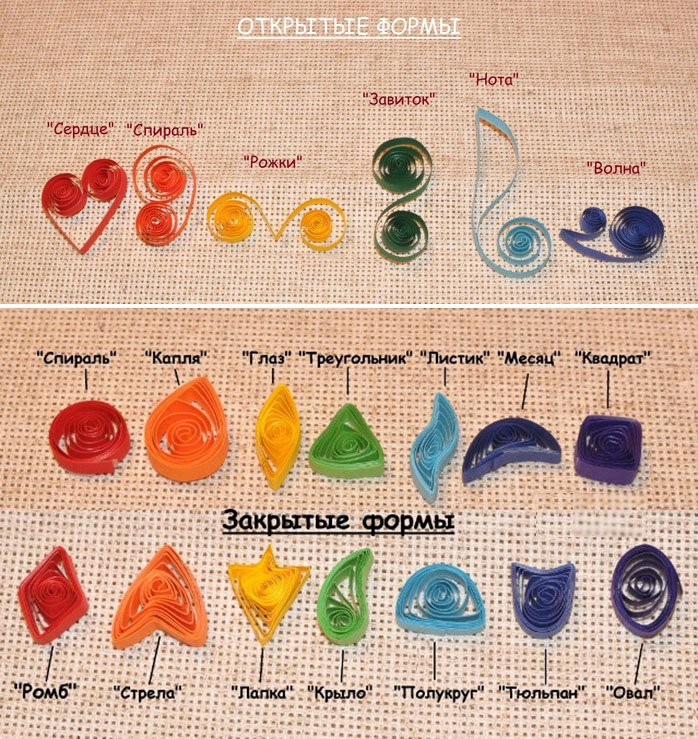 ОТКРЫТЫЕ ФОРМЫ
"Нота"
"Завиток"
"Сердце" "Спираль"
"Рожки"
"Волна"
"Спираль" "Капля" "Глаз" "Треугольник" "Листик" "Месяц" "Квадрат"
Закрытые формы
"Ромб" "Стрела" "Лапка" "Крыло" "Полукруг" "Тюльпан" "Овал"